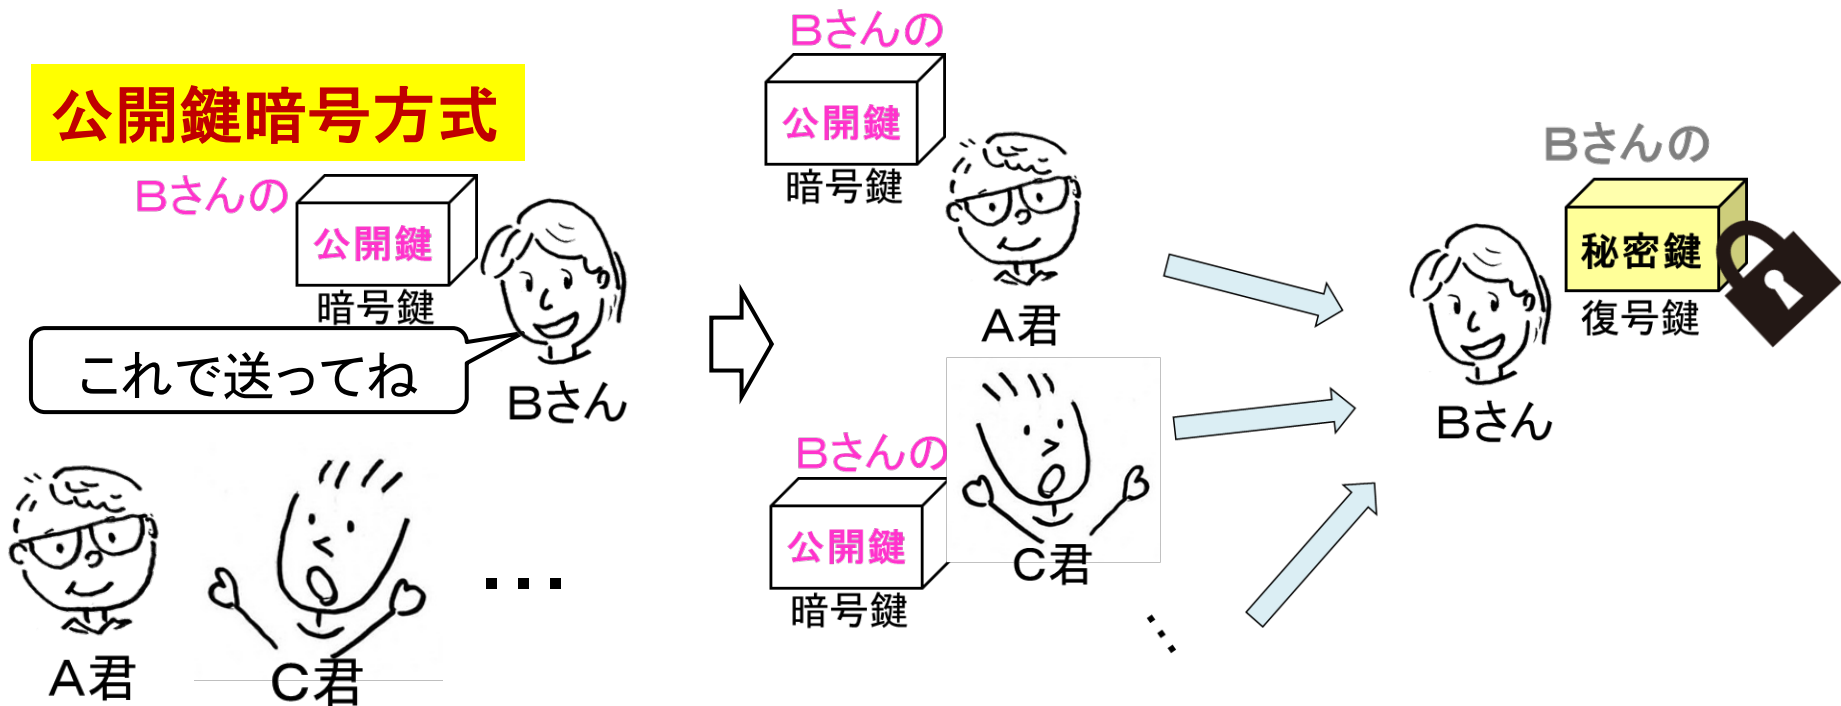 公開鍵暗号方式
Bさんの
公開鍵
暗号鍵
これで送ってね
Bさん
A君
C君
・・・
Bさんの
公開鍵
暗号鍵
A君
Bさんの
公開鍵
暗号鍵
C君
・・・
Bさんの
秘密鍵
復号鍵
Bさん